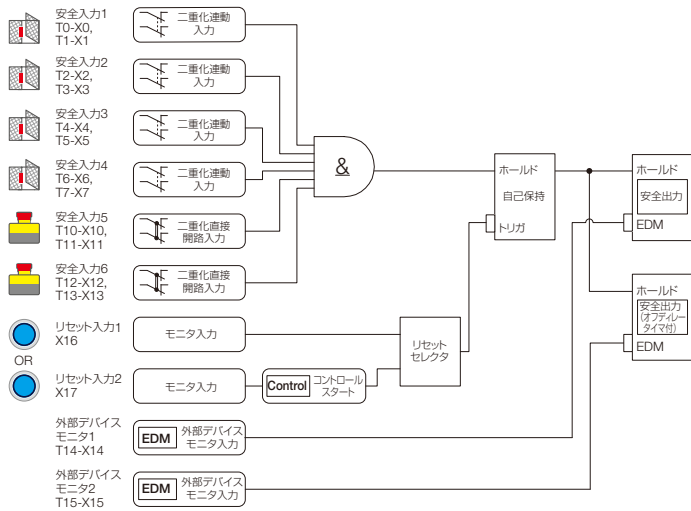 安全入力1
T0-X0,
T1-X1
二重化連動
入力
安全入力2
T2-X2,
T3-X3
二重化連動
入力
安全入力3
T4-X4,
T5-X5
二重化連動
入力
安全入力4
T6-X6,
T7-X7
二重化連動
入力
安全入力5
T10-X10,
T11-X11
二重化直接
開路入力
安全入力6
T12-X12,
T13-X13
二重化直接
開路入力
&
ホールド
自己保持
トリガ
ホールド
安全出力
EDM
ホールド
安全出力
(オフディレー
タイマ付)
EDM
リセット入力1
X16
モニタ入力
OR
リセット入力2
X17
モニタ入力
Control
コントロール
スタート
リセット
セレクタ
外部デバイス
モニタ1
T14-X14
EDM
外部デバイス
モニタ入力
外部デバイス
モニタ2
T15-X15
EDM
外部デバイス
モニタ入力